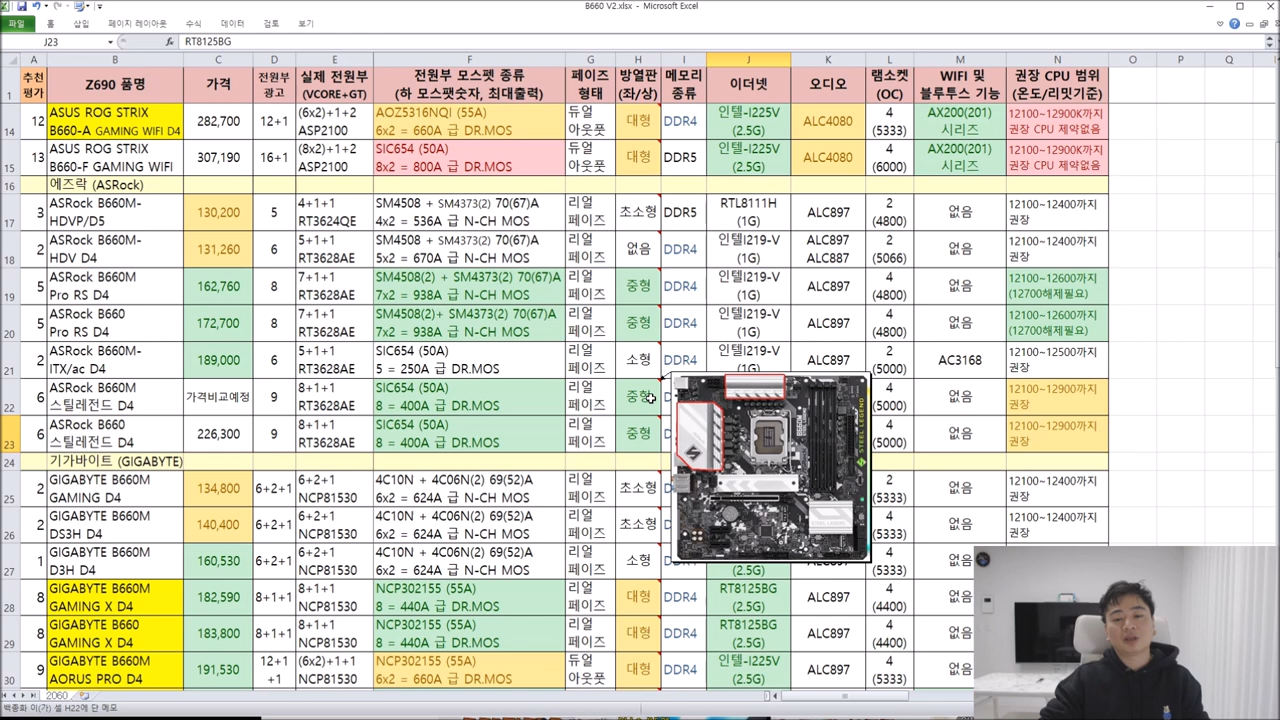 B660 V2.xlsx - Microsoft Excel
파일 홈 삽입 페이지 레이아웃 수식 데이터 검토 보기
J23 fx RT8125BG
A B C D E F G H I J K L M N O P Q R
1 추천 평가 Z690 품명 가격 전원부 광고 실제 전원부 (VCORE+GT) 전원부 모스펫 종류 (하 모스팻숫자, 최대출력) 페이즈 형태 방열판 (좌/상) 메모리 종류 이더넷 오디오 램소켓 (OC) WIFI 및 블루투스 기능 권장 CPU 범위 (온도/리밋기준)
14 12 ASUS ROG STRIX B660-A GAMING WIFI D4 282,700 12+1 (6x2)+1+2 ASP2100 AOZ5316NQI (55A) 6x2 = 660A 급 DR.MOS 듀얼 아웃풋 대형 DDR4 인텔-I225V (2.5G) ALC4080 4 (5333) AX200(201) 시리즈 12100~12900K까지 권장 CPU 제약없음
15 13 ASUS ROG STRIX B660-F GAMING WIFI 307,190 16+1 (8x2)+1+1 ASP2100 SIC654 (50A) 8x2 = 800A 급 DR.MOS 듀얼 아웃풋 대형 DDR5 인텔-I225V (2.5G) ALC4080 4 (6000) AX200(201) 시리즈 12100~12900K까지 권장 CPU 제약없음
16 에즈락 (ASRock)
17 3 ASRock B660M-HDVP/D5 130,200 5 4+1+1 RT3624QE SM4508 + SM4373(2) 70(67)A 4x2 = 536A 급 N-CH MOS 리얼 페이즈 초소형 DDR5 RTL8111H (1G) ALC897 2 (4800) 없음 12100~12400까지 권장
18 2 ASRock B660M-HDV D4 131,260 6 5+1+1 RT3628AE SM4508 + SM4373(2) 70(67)A 5x2 = 670A 급 N-CH MOS 리얼 페이즈 없음 DDR4 인텔I219-V (1G) ALC897 ALC887 2 (5066) 없음 12100~12400까지 권장
19 5 ASRock B660M Pro RS D4 162,760 8 7+1+1 RT3628AE SM4508(2) + SM4373(2) 70(67)A 7x2 = 938A 급 N-CH MOS 리얼 페이즈 중형 DDR4 인텔I219-V (1G) ALC897 4 (4800) 없음 12100~12600까지 (12700해제필요)
20 5 ASRock B660 Pro RS D4 172,700 8 7+1+1 RT3628AE SM4508(2)+ SM4373(2) 70(67)A 7x2 = 938A 급 N-CH MOS 리얼 페이즈 중형 DDR4 인텔I219-V (1G) ALC897 4 (4800) 없음 12100~12600까지 (12700해제필요)
21 2 ASRock B660M-ITX/ac D4 189,000 6 5+1+1 RT3628AE SIC654 (50A) 5 = 250A 급 DR.MOS 리얼 페이즈 소형 DDR4 인텔I219-V (1G) ALC897 2 (5000) AC3168 12100~12500까지 권장
22 6 ASRock B660M 스틸레전드 D4 가격비교예정 9 8+1+1 RT3628AE SIC654 (50A) 8 = 400A 급 DR.MOS 리얼 페이즈 중형 4 (5000) 없음 12100~12900까지 권장
23 6 ASRock B660 스틸레전드 D4 226,300 9 8+1+1 RT3628AE SIC654 (50A) 8 = 400A 급 DR.MOS 리얼 페이즈 중형 4 (5000) 없음 12100~12900까지 권장
STEEL LEGEND
24 기가바이트 (GIGABYTE)
25 2 GIGABYTE B660M GAMING D4 134,800 6+2+1 6+2+1 NCP81530 4C10N + 4C06N(2) 69(52)A 6x2 = 624A 급 N-CH MOS 리얼 페이즈 초소형 2 (5333) 없음 12100~12400까지 권장
26 2 GIGABYTE B660M DS3H D4 140,400 6+2+1 6+2+1 NCP81530 4C10N + 4C06N(2) 69(52)A 6x2 = 624A 급 N-CH MOS 리얼 페이즈 초소형 4 (5333) 없음 12100~12400까지 권장
27 1 GIGABYTE B660M D3H D4 160,530 6+2+1 6+2+1 NCP81530 4C10N + 4C06N(2) 69(52)A 6x2 = 624A 급 N-CH MOS 리얼 페이즈 소형 (2.5G) ALC897 4 (5333) 없음
28 8 GIGABYTE B660M GAMING X D4 182,590 8+1+1 8+1+1 NCP81530 NCP302155 (55A) 8 = 440A 급 DR.MOS 리얼 페이즈 대형 DDR4 RT8125BG (2.5G) ALC897 4 (4400) 없음
29 8 GIGABYTE B660 GAMING X D4 183,800 8+1+1 8+1+1 NCP81530 NCP302155 (55A) 8 = 440A 급 DR.MOS 리얼 페이즈 대형 DDR4 RT8125BG (2.5G) ALC897 4 (4400) 없음
30 9 GIGABYTE B660M AORUS PRO D4 191,530 12+1 +1 (6x2)+1+1 NCP81530 NCP302155 (55A) 6x2 = 660A 급 DR.MOS 듀얼 아웃풋 대형 DDR4 인텔-I225V (2.5G) ALC897 4 (5333) 없음
2060
백종화 이(가) 셀 H22에 단 메모